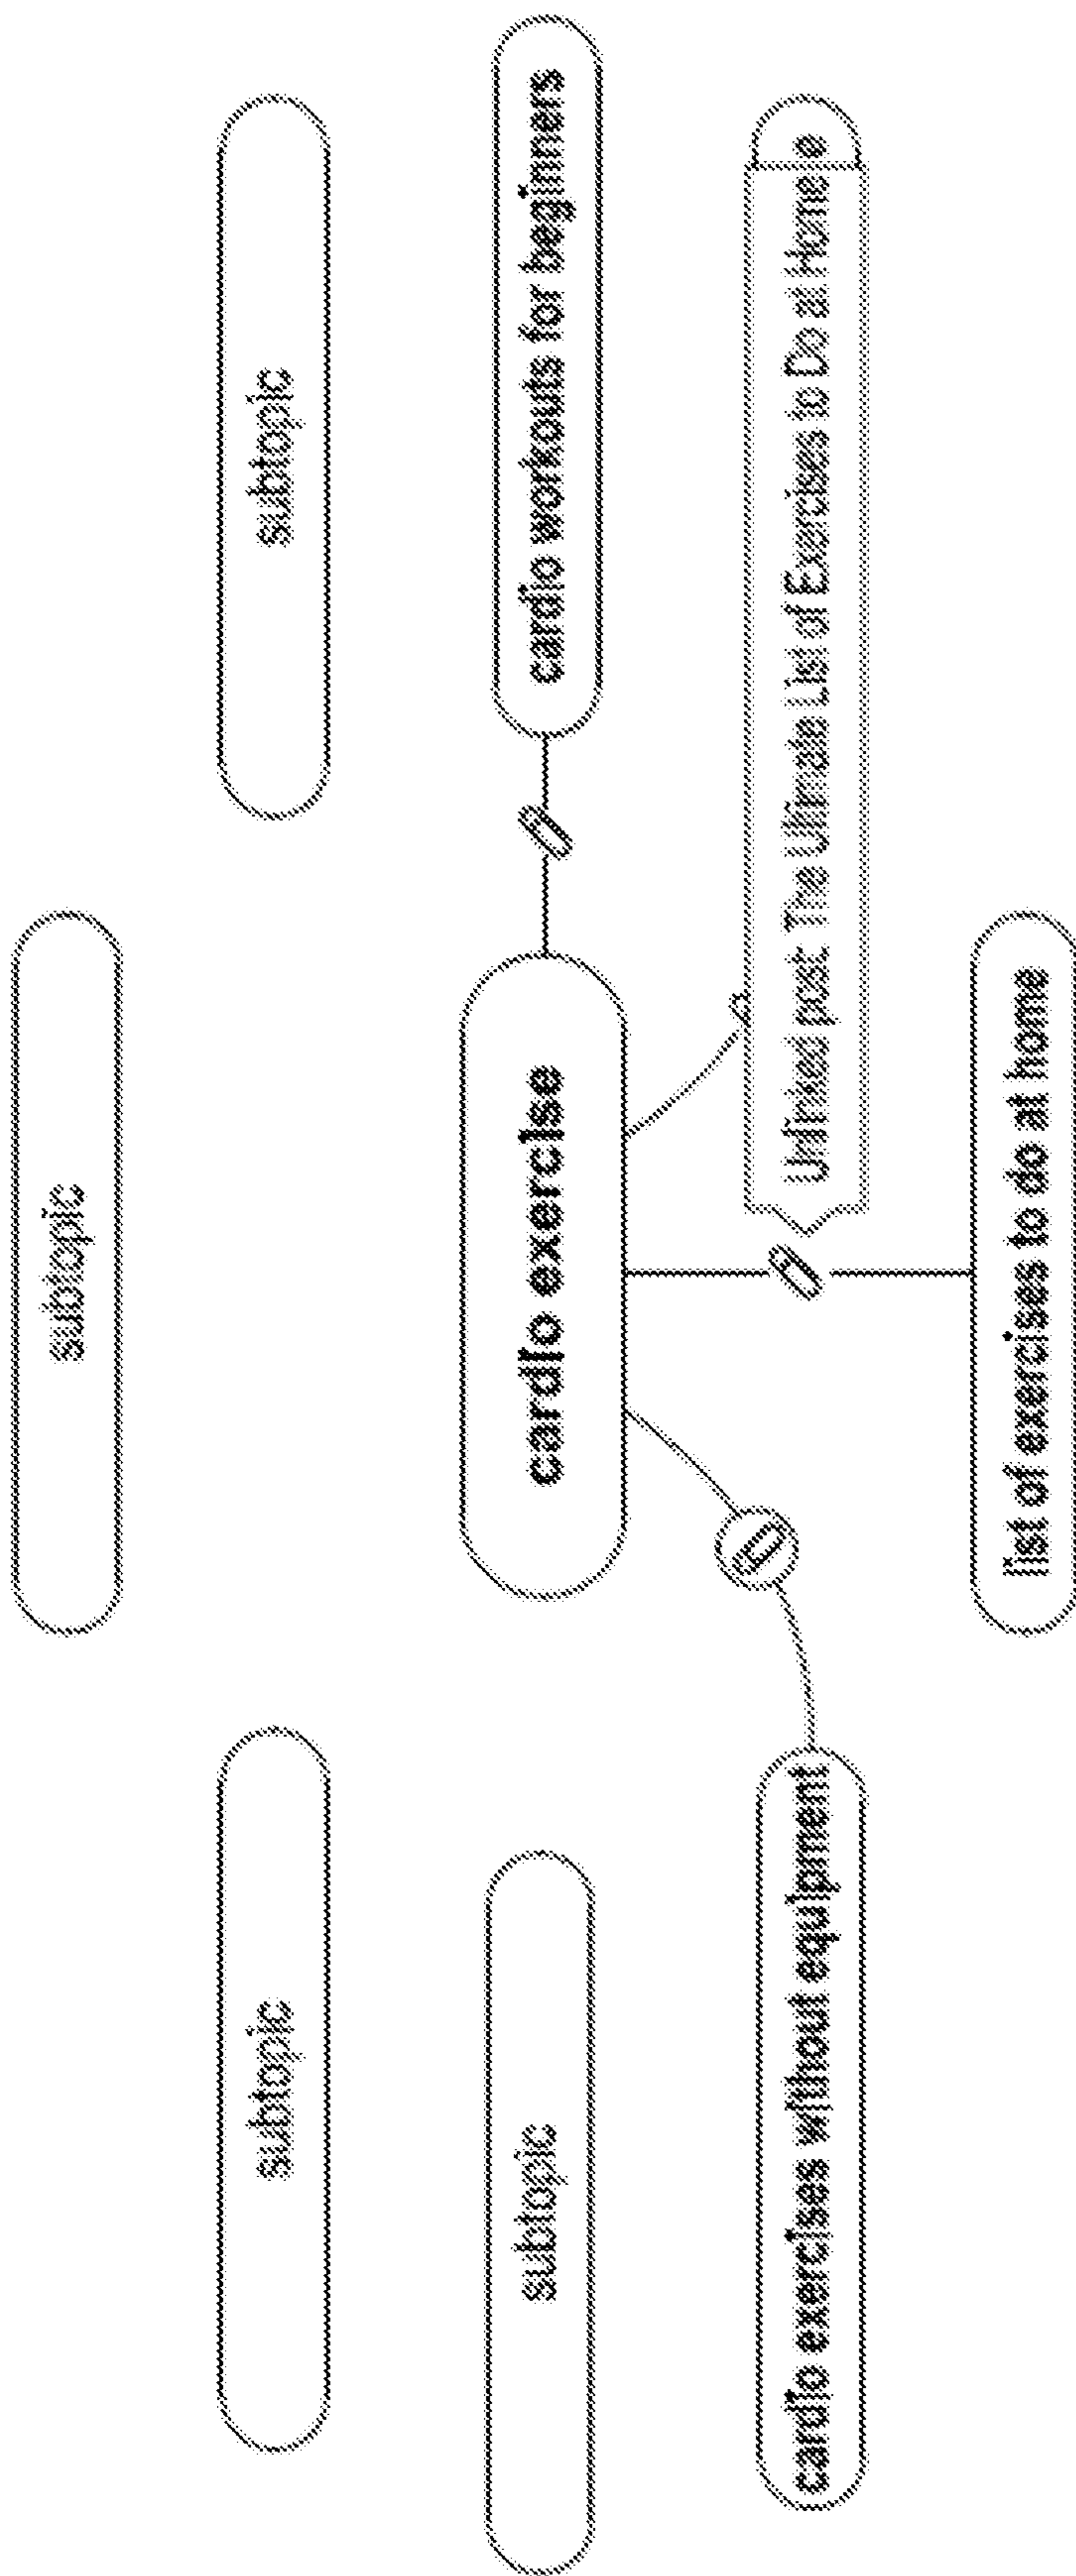 subtopic
subtopic
subtopic
subtopic
cardio exercise
cardio workouts for beginners
cardio exercises without equipment
Unlinked post: The Ultimate List of Exercises to Do at Home
e
list of exercises to do at home